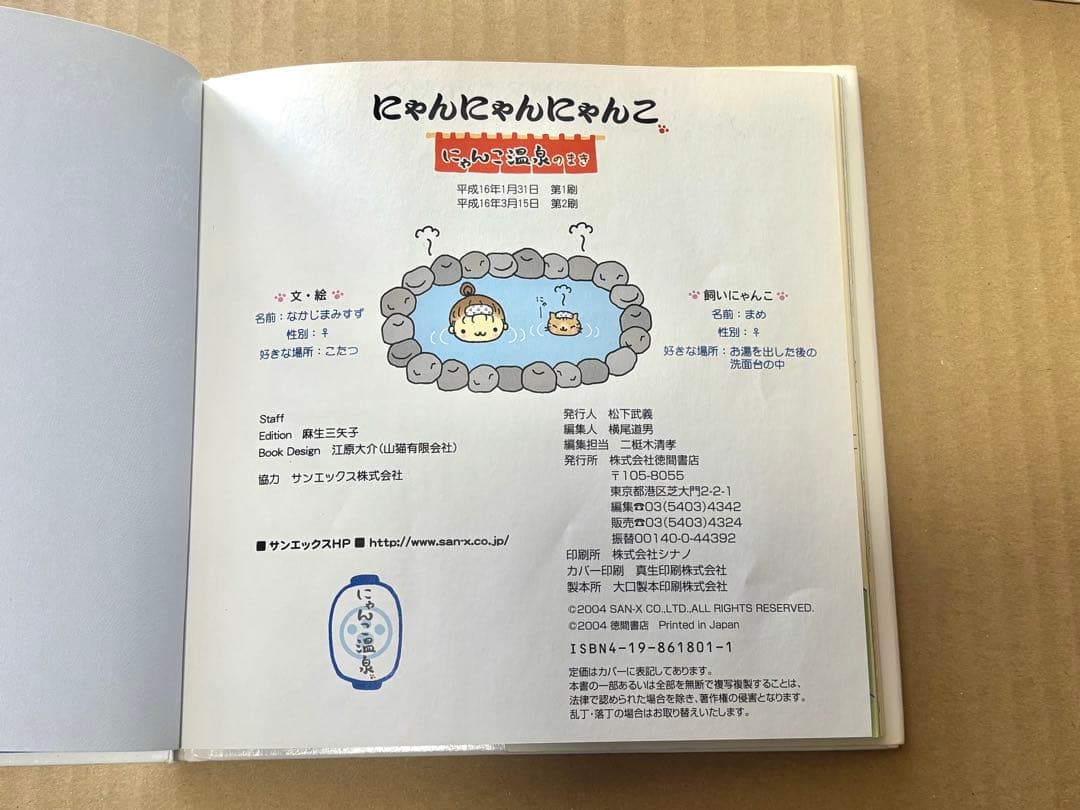 にゃんにゃんにゃんこ
にゃんこ温泉のまき
平成16年1月31日 第1刷
平成16年3月15日 第2刷
文・絵
名前：なかじまみすず
性別：♀
好きな場所：こたつ
にゃー
飼いにゃんこ
名前：まめ
性別：♀
好きな場所：お湯を出した後の
洗面台の中
Staff
Edition 麻生三矢子
Book Design 江原大介(山猫有限会社)
協力 サンエックス株式会社
■サンエックスHP■ http://www.san-x.co.jp/
にゃんこ温泉
発行人 松下武義
編集人 横尾道男
編集担当 二梃木清孝
発行所 株式会社徳間書店
〒105-8055
東京都港区芝大門2-2-1
編集☎03(5403)4342
販売☎03(5403)4324
振替00140-0-44392
印刷所 株式会社シナノ
カバー印刷 真生印刷株式会社
製本所 大口製本印刷株式会社
©2004 SAN-X CO.,LTD.,ALL RIGHTS RESERVED.
©2004 徳間書店 Printed in Japan
ISBN4-19-861801-1
定価はカバーに表記してあります。
本書の一部あるいは全部を無断で複写複製することは、
法律で認められた場合を除き、著作権の侵害となります。
乱丁・落丁の場合はお取り替えいたします。